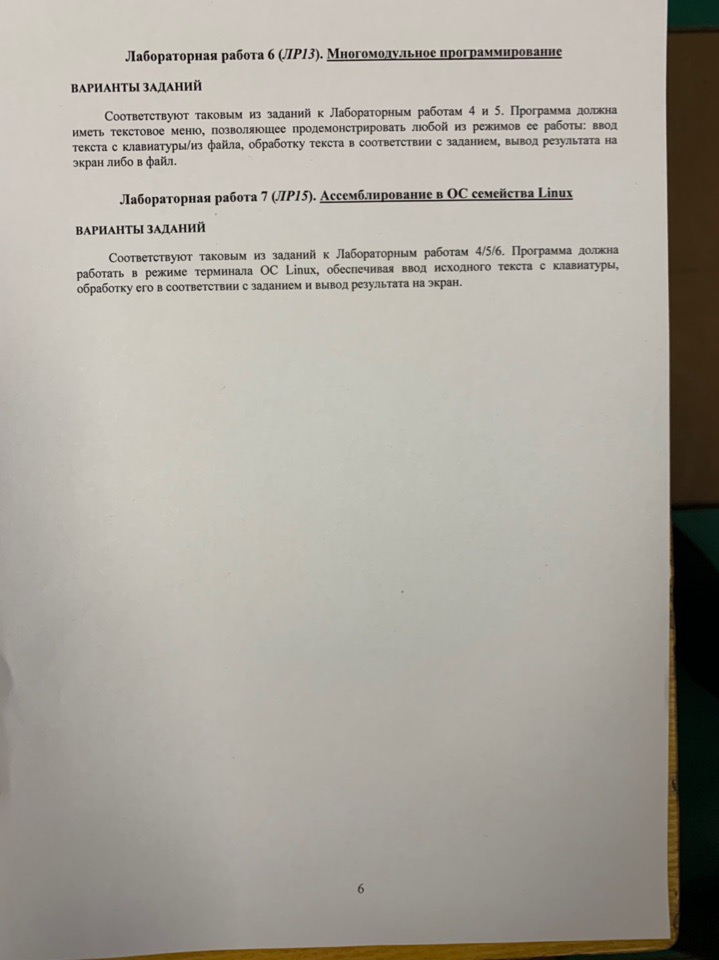 Лабораторная работа 6 (ЛР13). Многомодульное программирование
ВАРИАНТЫ ЗАДАНИЙ
Соответствуют таковым из заданий к Лабораторным работам 4 и 5. Программа должна
иметь текстовое меню, позволяющее продемонстрировать любой из режимов ее работы: ввод
текста с клавиатуры/из файла, обработку текста в соответствии с заданием, вывод результата на
экран либо в файл.
Лабораторная работа 7 (ЛР15). Ассемблирование в ОС семейства Linux
ВАРИАНТЫ ЗАДАНИЙ
Соответствуют таковым из заданий к Лабораторным работам 4/5/6. Программа должна
работать в режиме терминала ОС Linux, обеспечивая ввод исходного текста с клавиатуры,
обработку его в соответствии с заданием и вывод результата на экран.
6